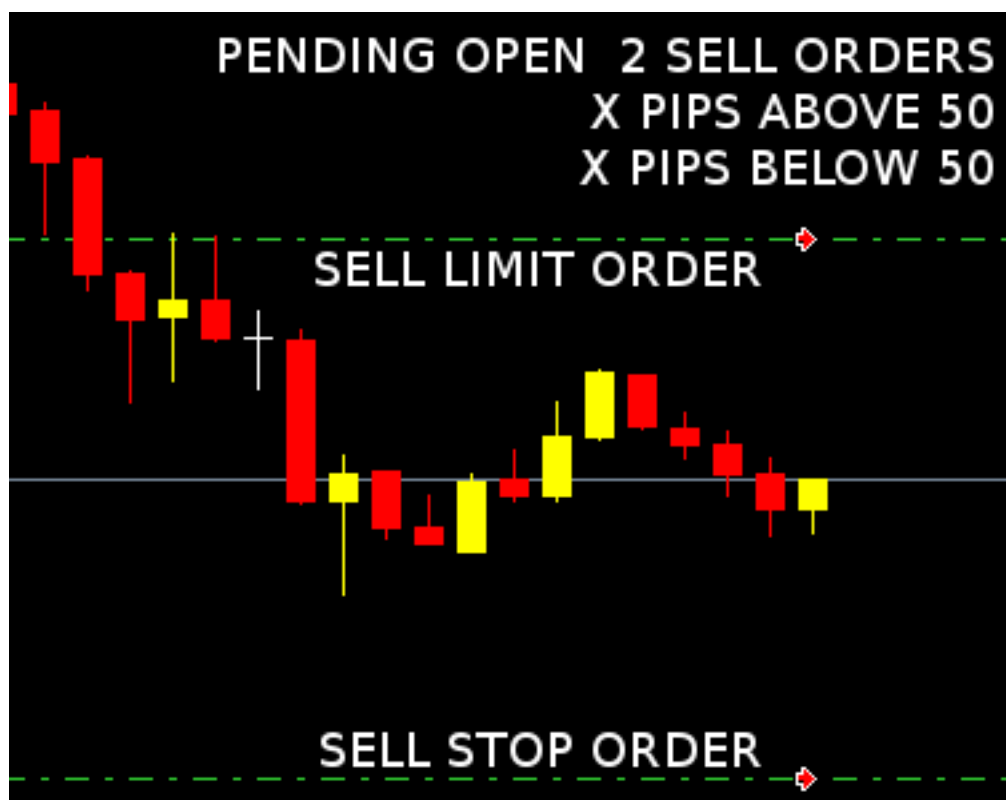 PENDING OPEN  2 SELL ORDERS
X PIPS ABOVE 50
X PIPS BELOW 50
SELL LIMIT ORDER
SELL STOP ORDER